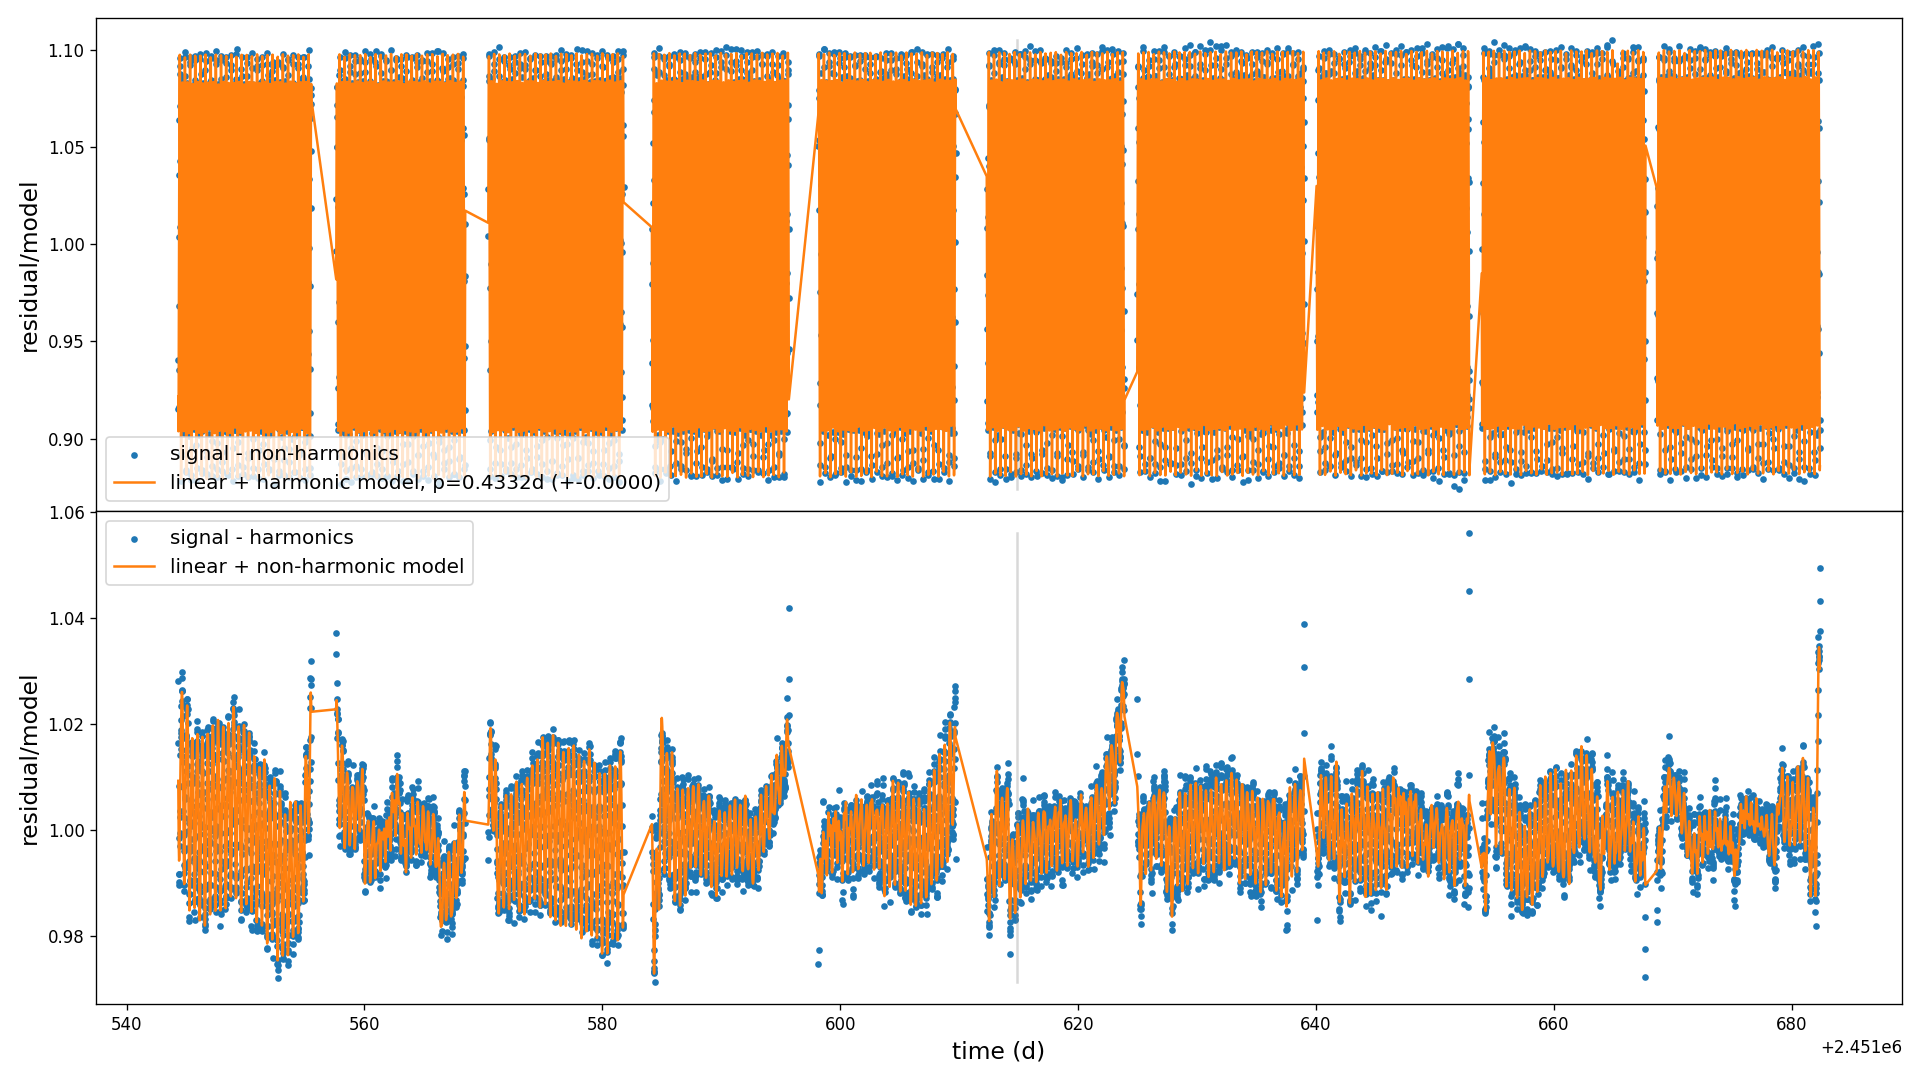 1.10
1.05
1.00
0.95
0.90
residual/model
signal - non-harmonics
linear + harmonic model, p=0.4332d (+-0.0000)
1.06
1.04
1.02
1.00
0.98
residual/model
signal - harmonics
linear + non-harmonic model
540 560 580 600 620 640 660 680
time (d)
+2.451e6